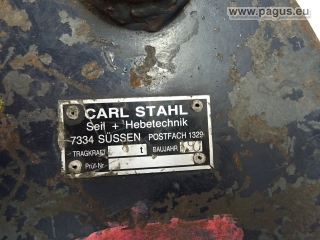 www.pagus.eu
CARL STAHL
Seil + Hebetechnik
7334 SÜSSEN POSTFACH 1329
TRAGKRAFT t BAUJAHR
Prüf-Nr.